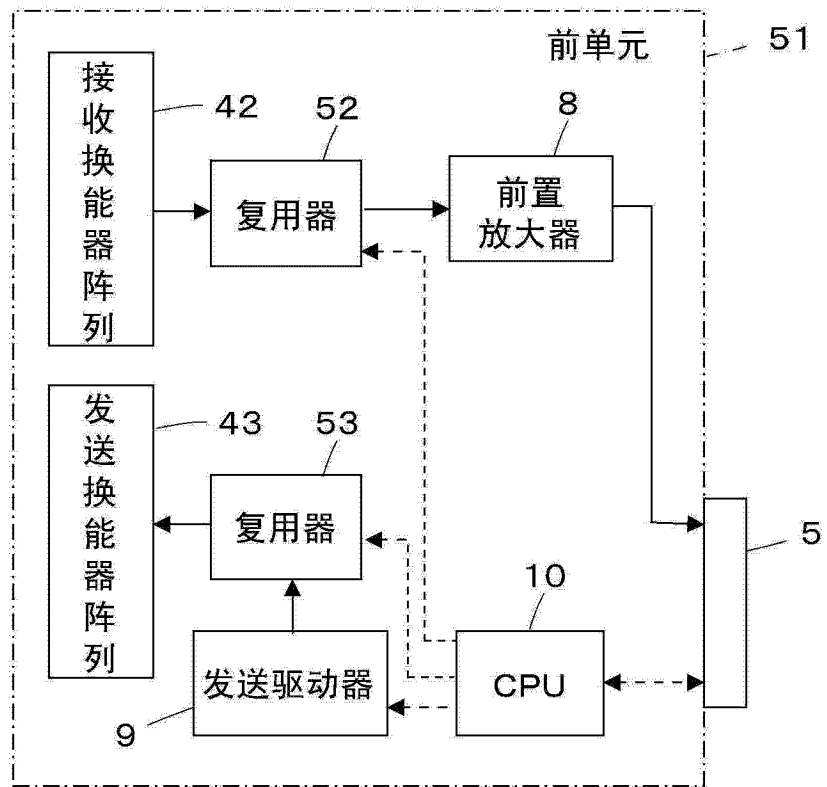 前单元
51
接收换能器阵列
42
52
复用器
8
前置
放大器
发送换能器阵列
43
53
复用器
5
10
发送驱动器
CPU
9